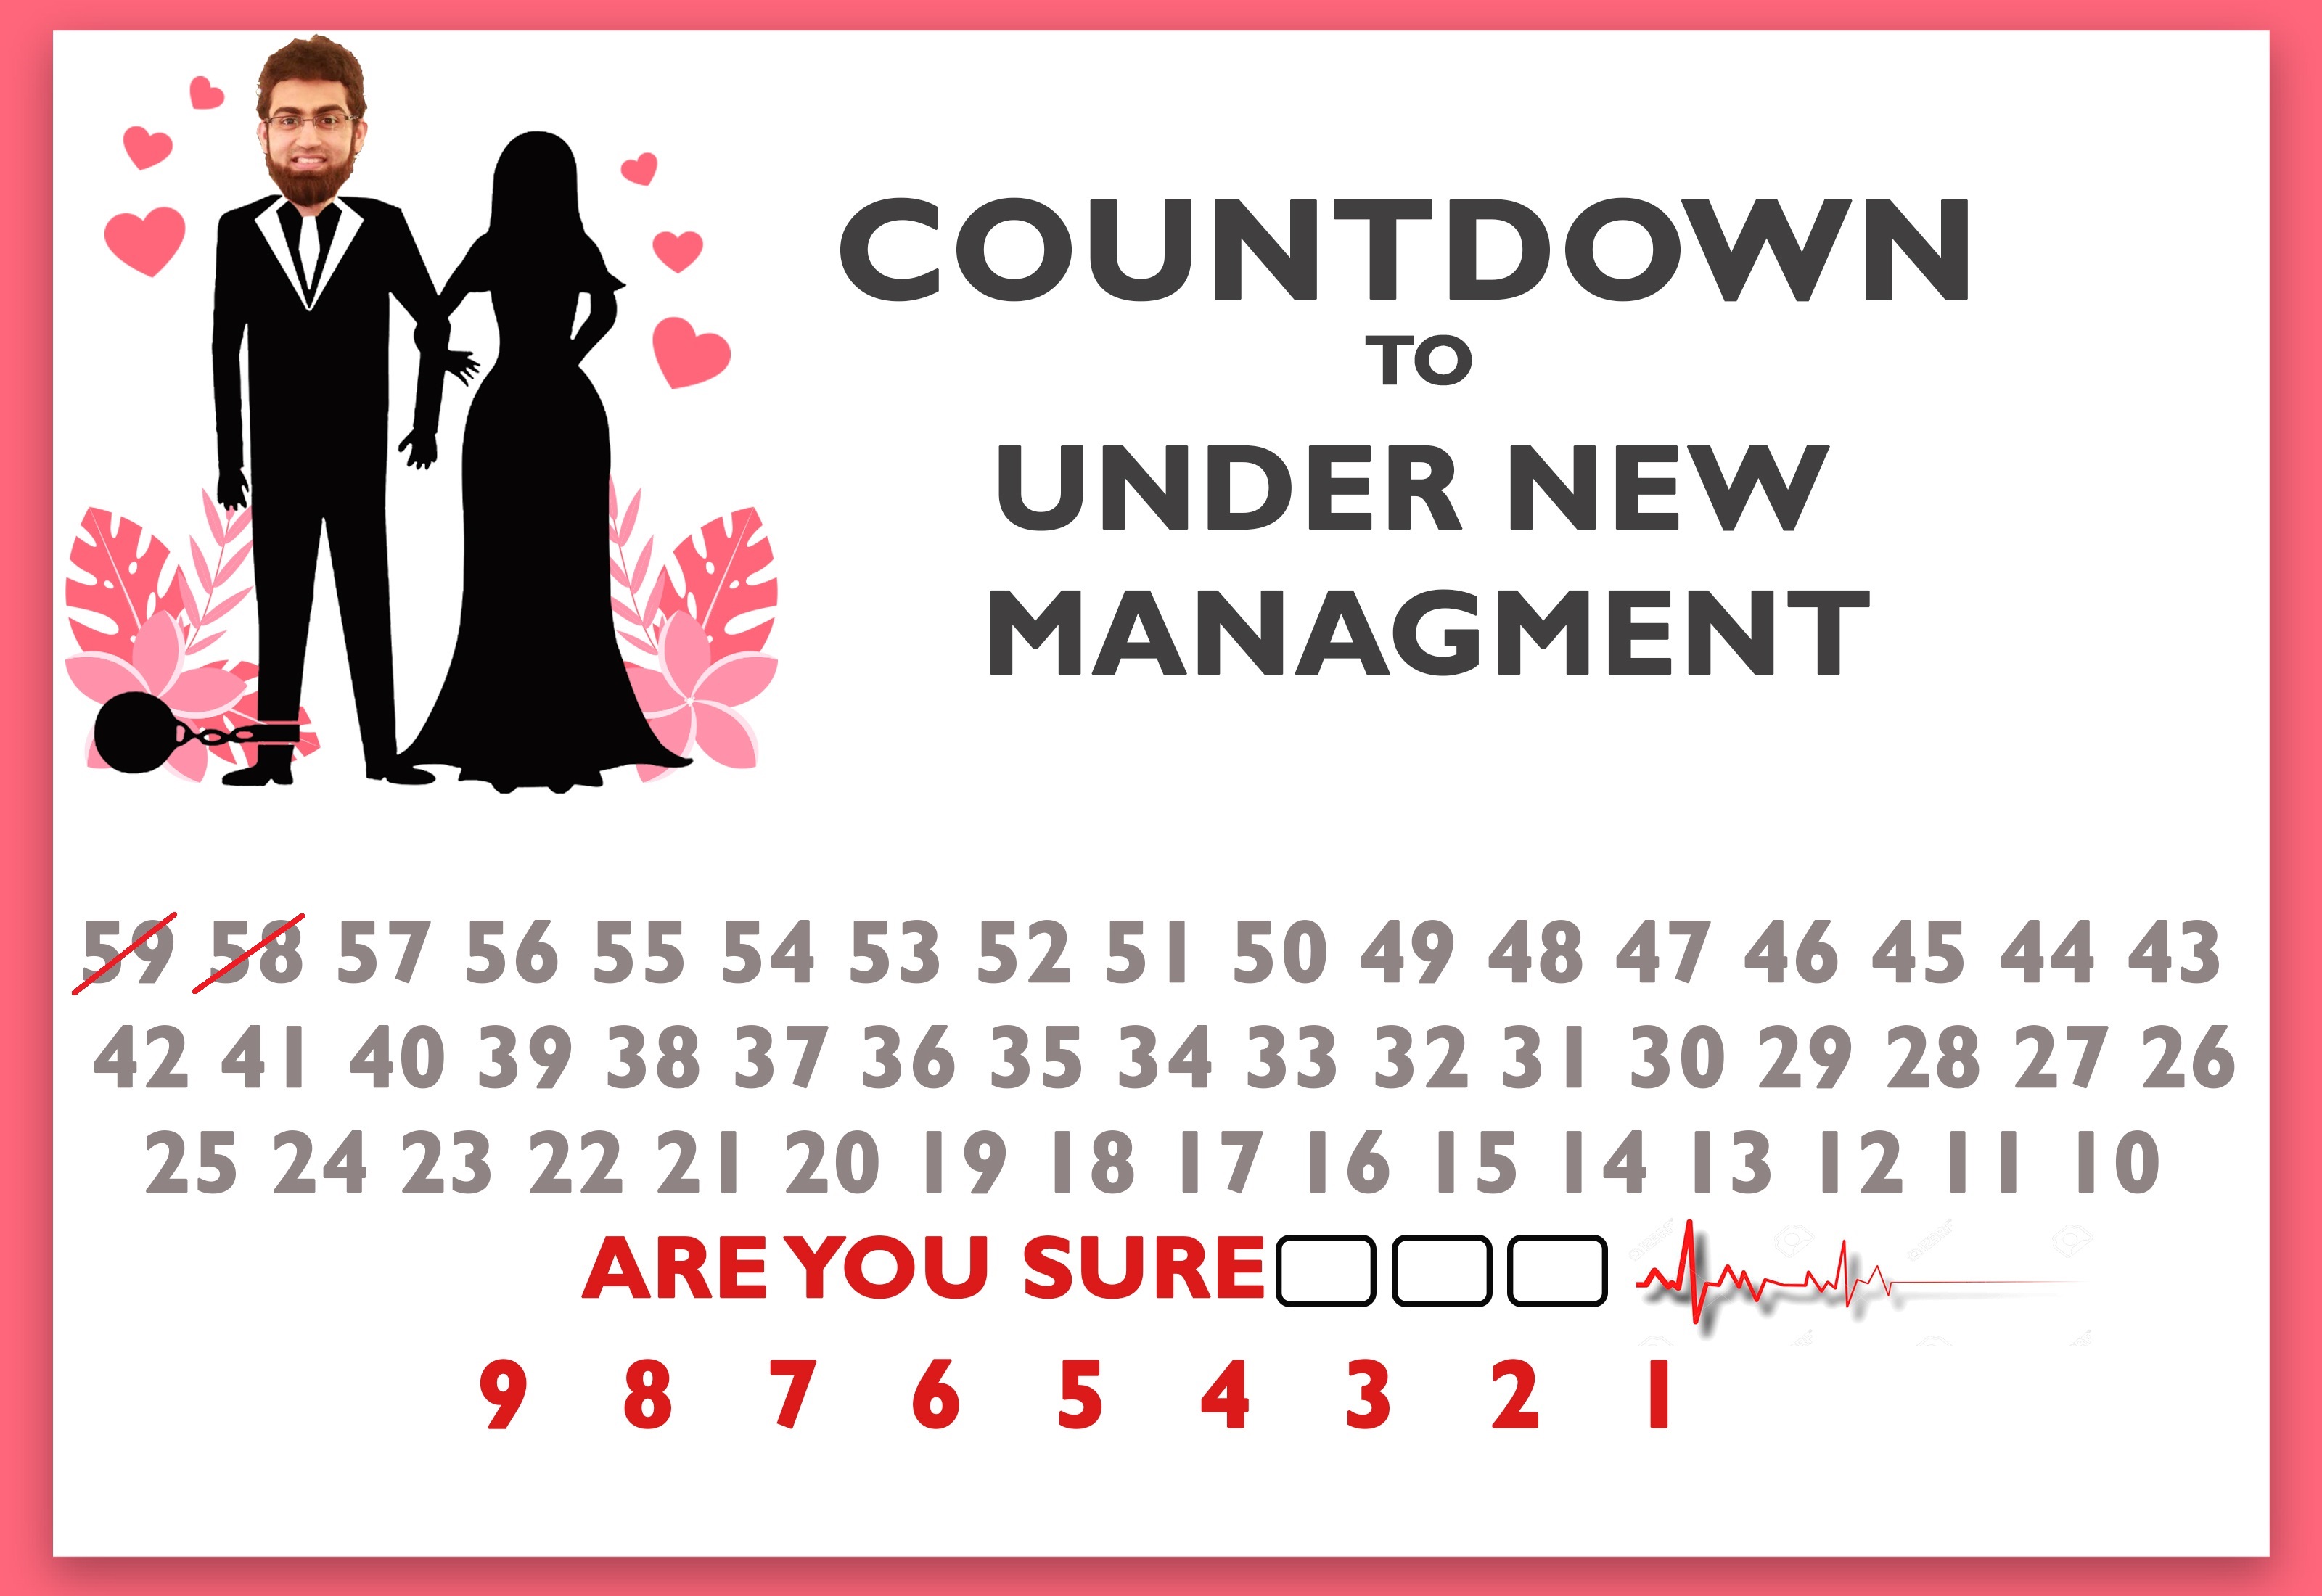 COUNTDOWN
TO
UNDER NEW
MANAGMENT
59 58 57 56 55 54 53 52 51 50 49 48 47 46 45 44 43
42 41 40 39 38 37 36 35 34 33 32 31 30 29 28 27 26
25 24 23 22 21 20 19 18 17 16 15 14 13 12 11 10
ARE YOU SURE
9 8 7 6 5 4 3 2 1